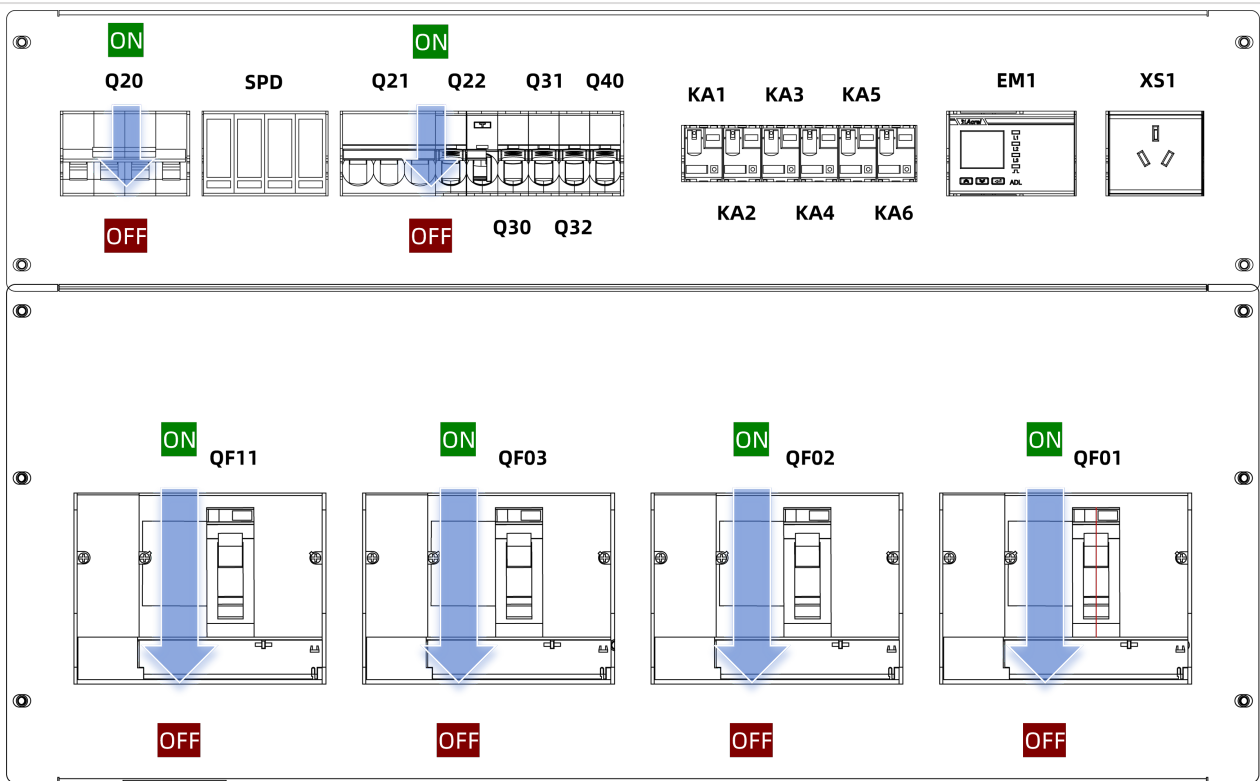 ON
ON
Q20
SPD
Q21
Q22
Q31
Q40
KA1
KA3
KA5
EM1
XS1
Acrel
ADL
OFF
OFF
Q30
Q32
KA2
KA4
KA6
ON
ON
ON
ON
QF11
QF03
QF02
QF01
OFF
OFF
OFF
OFF